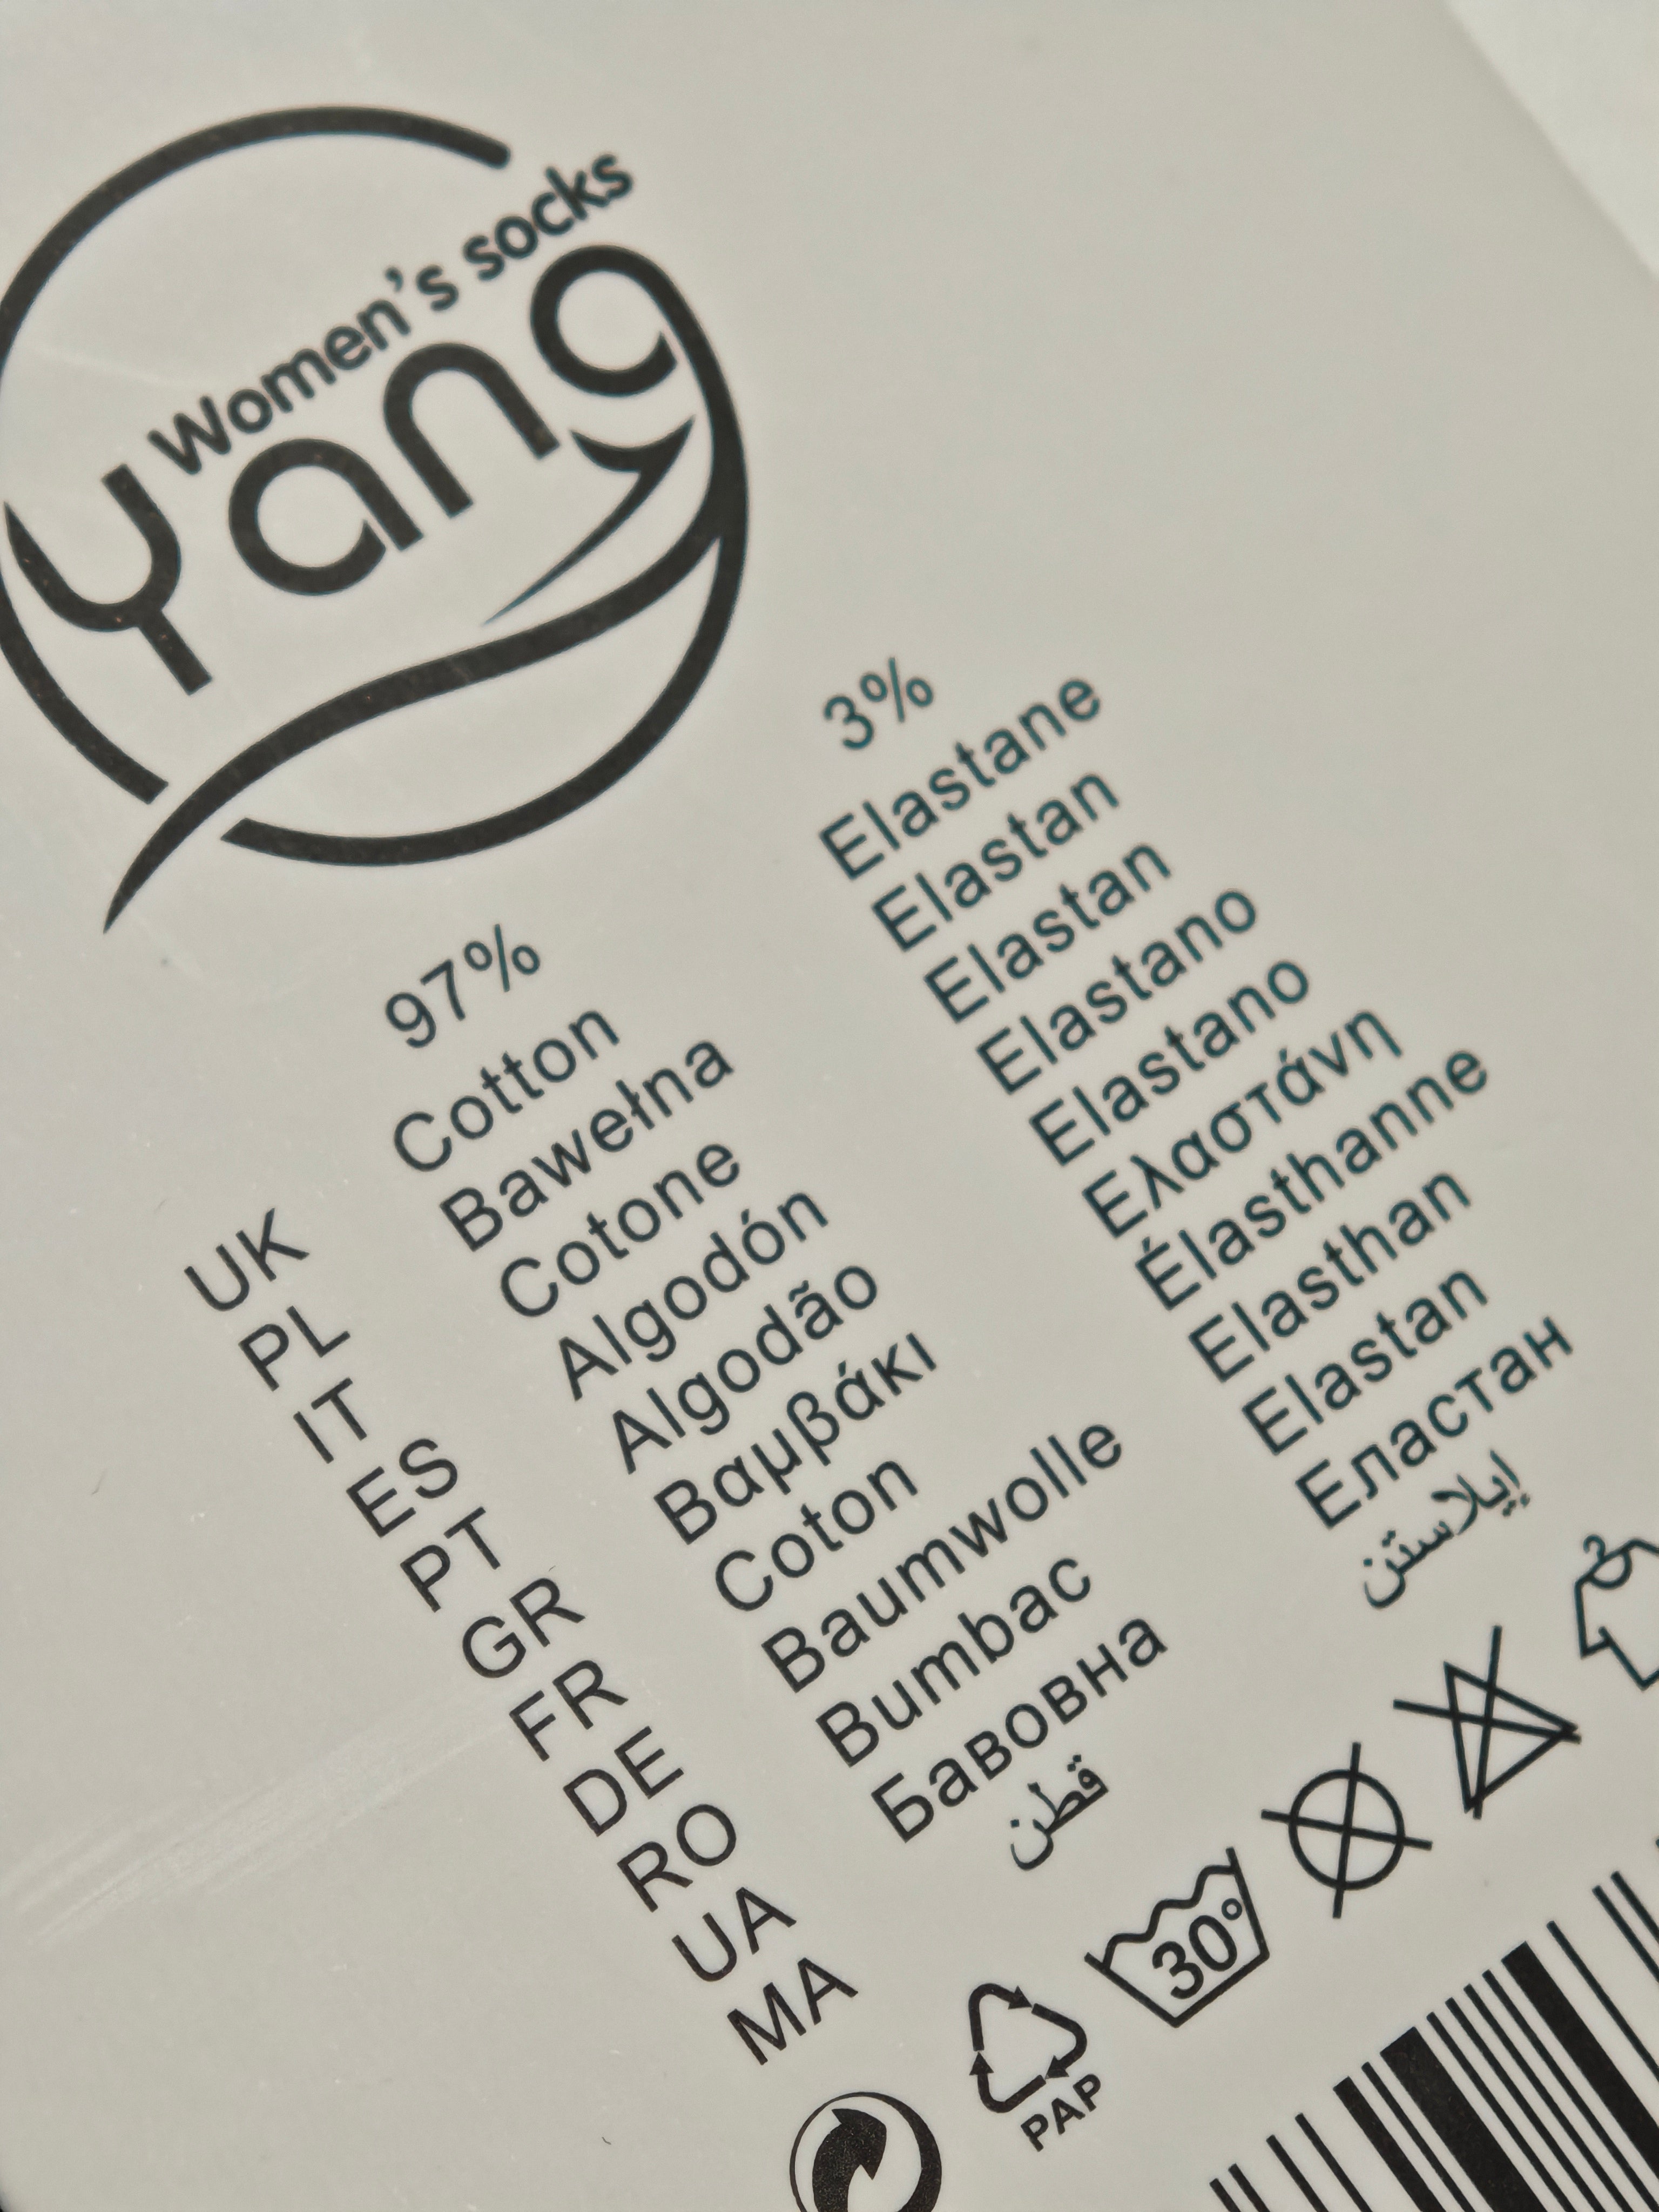 Women's socks
Yang
97% 3%
UK Cotton Elastane
PL Bawełna Elastan
IT Cotone Elastan
ES Algodón Elastano
PT Algodão Elastano
GR Βαμβάκι Ελαστάνη
FR Coton Élasthanne
DE Baumwolle Elasthan
RO Bumbac Elastan
UA Бавовна Еластан
MA قطن إيلاستن
30°
PAP